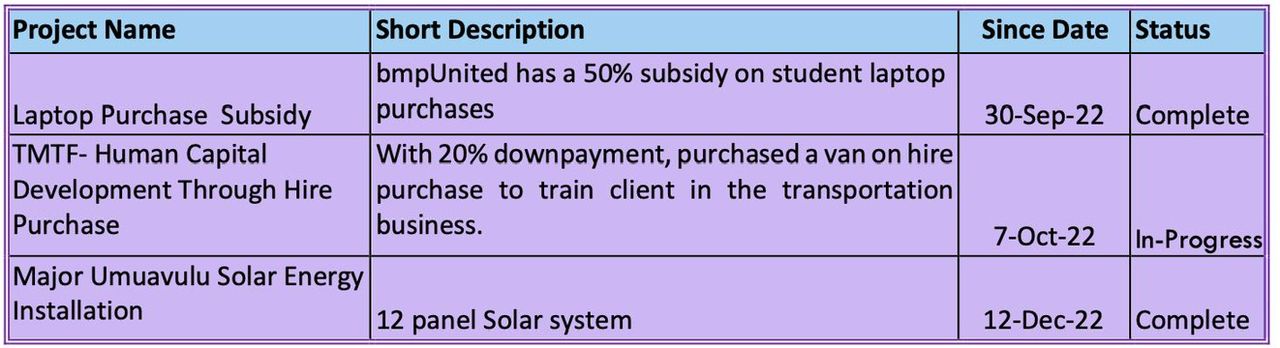 Project Name Short Description Since Date Status
bmpUnited has a 50% subsidy on student laptop
purchases
Laptop Purchase  Subsidy 30-Sep-22 Complete
TMTF- Human Capital
Development Through Hire
Purchase
With 20% downpayment, purchased a van on hire
purchase to train client in the transportation
business.
7-Oct-22 In-Progress
Major Umuavulu Solar Energy
Installation
12 panel Solar system 12-Dec-22 Complete